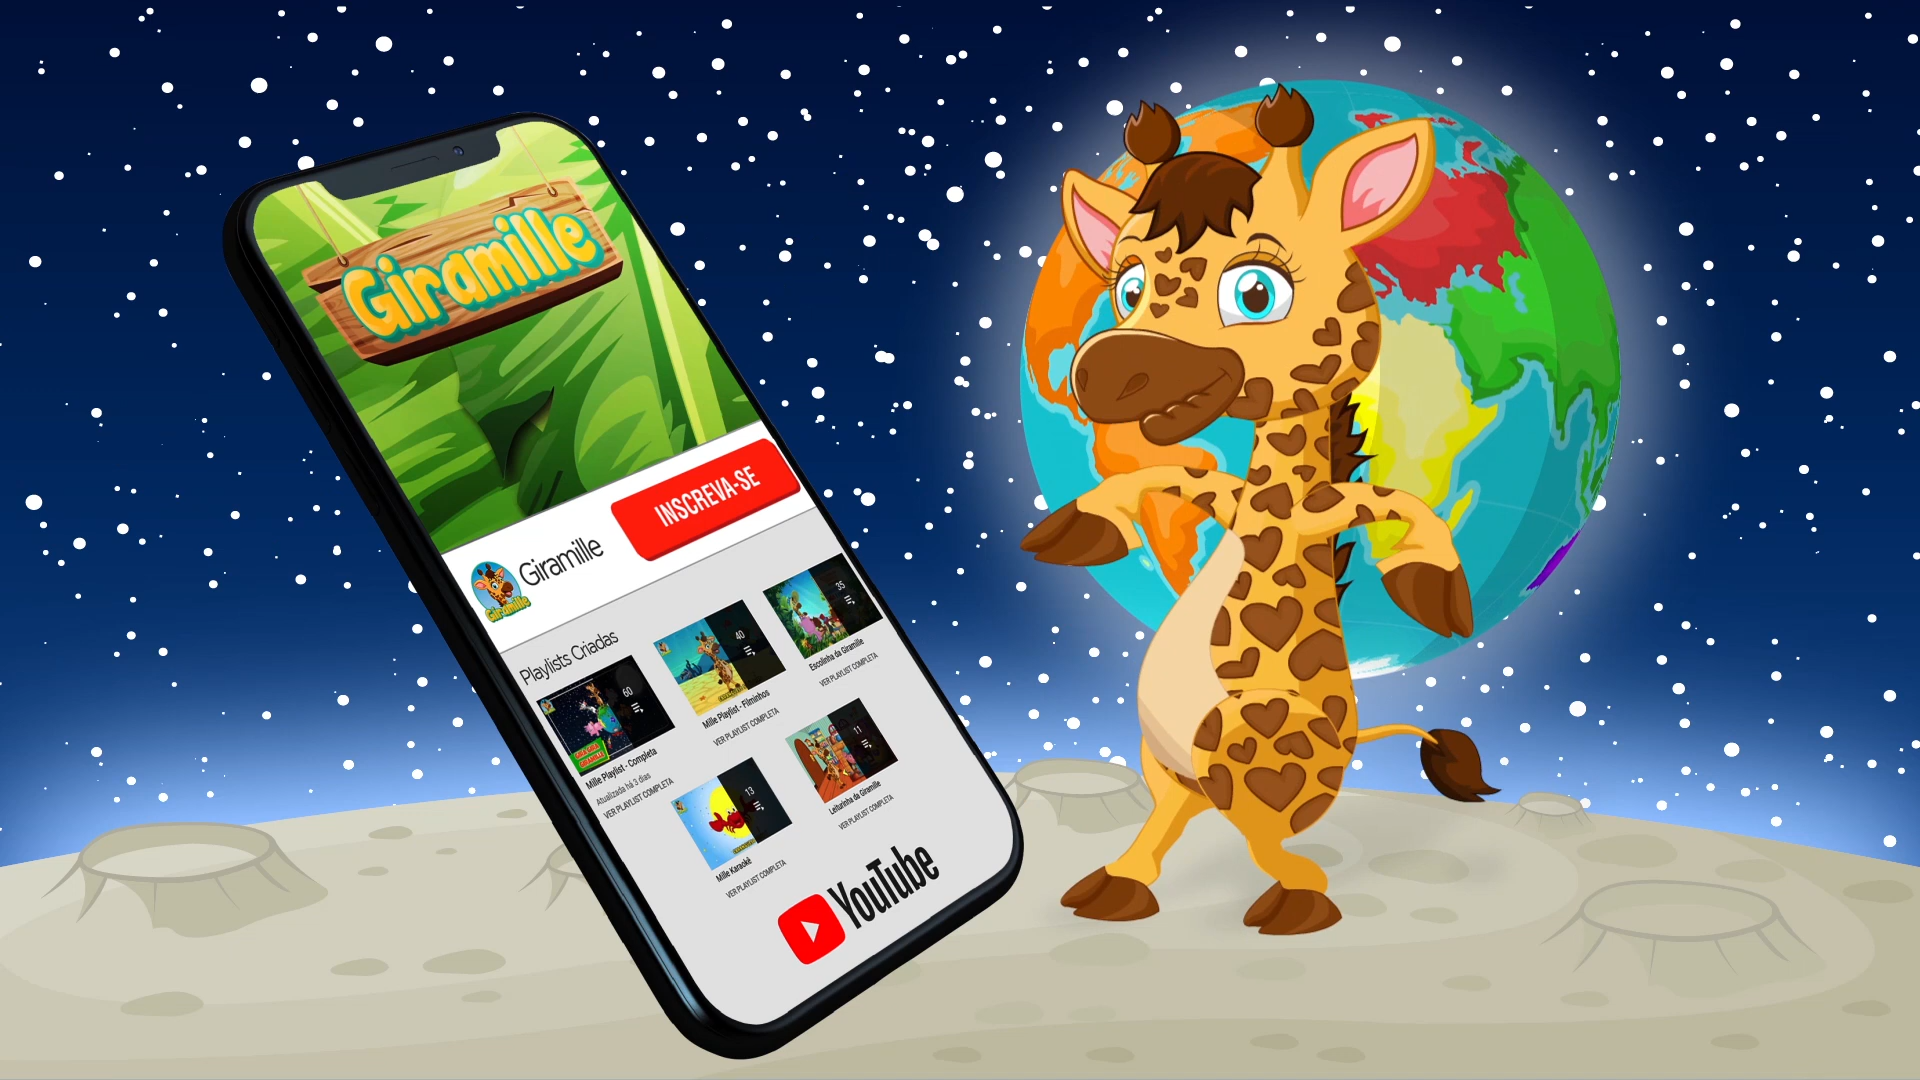 Giramille
INSCREVA-SE
Giramille
Giramille
Playlists Criadas
60
Mille Playlist - Completa
Atualizada há 3 dias
VER PLAYLIST COMPLETA
40
Mille Playlist - Filminhos
VER PLAYLIST COMPLETA
35
Escolinha da Giramille
VER PLAYLIST COMPLETA
13
Mille Karaokê
VER PLAYLIST COMPLETA
11
Leiturinha da Giramille
VER PLAYLIST COMPLETA
YouTube